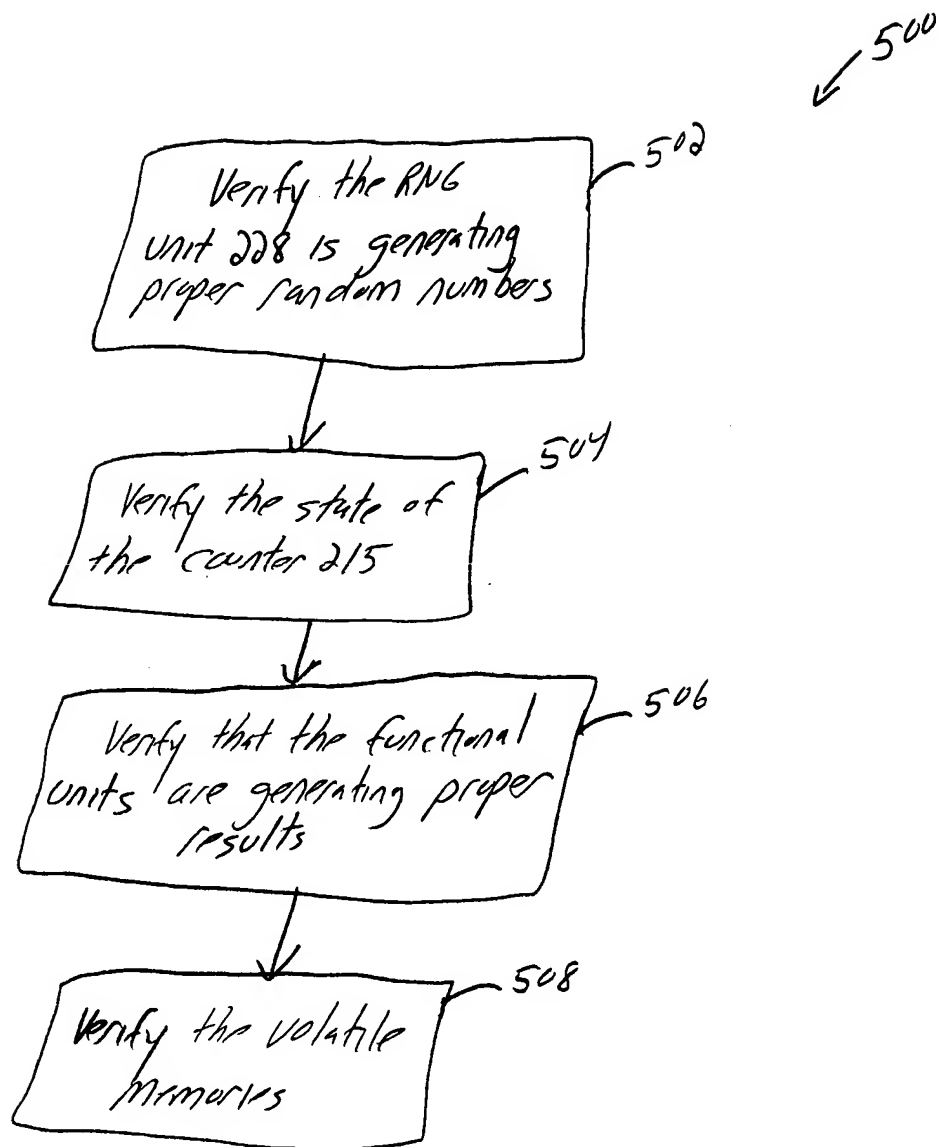 500
502
Verify the RNG
unit 228 is generating
proper random numbers
504
Verify the state of
the counter 215
506
Verify that the functional
units are generating proper
results
508
Verify the volatile
memories